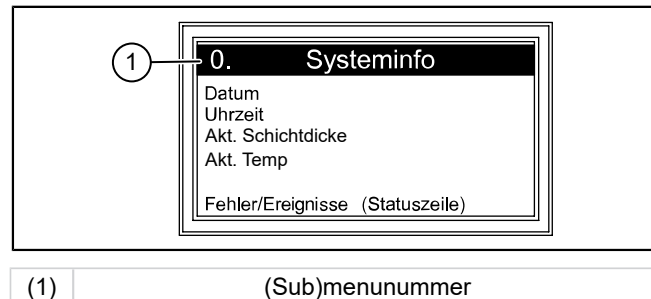 1
0. Systeminfo
Datum
Uhrzeit
Akt. Schichtdicke
Akt. Temp
Fehler/Ereignisse (Statuszeile)
(1) (Sub)menunummer